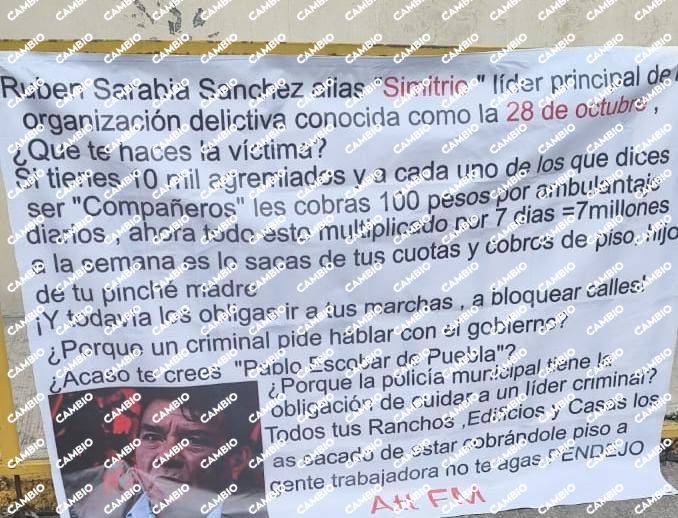 Ruben Sarabia Sanchez alias "Simitrio" líder principal de
organización delictiva conocida como la 28 de octubre ,
¿Que te haces la víctima?
Si tienes 10 mil agremiados y a cada uno de los que dices
ser "Compañeros" les cobras 100 pesos por ambulantaje
diarios , ahora todo esto multiplicado por 7 dias =7millones
a la semana es lo sacas de tus cuotas y cobros de piso, hijo
de tu pinché madre
¡Y todavía los obligas ir a tus marchas , a bloquear calles!
¿Porque un criminal pide háblar con el gobierno?
¿Acaso te crees "Pablo Escobar de Puebla"?
¿Porque la policía municipal tiene la
obligación de cuidar a un líder criminal?
Todos tus Ranchos ,Edificios y Casas los
as sacado de estar cobrándole piso a
gente trabajadora no te agas PENDEJO
Att FM
CAMBIO